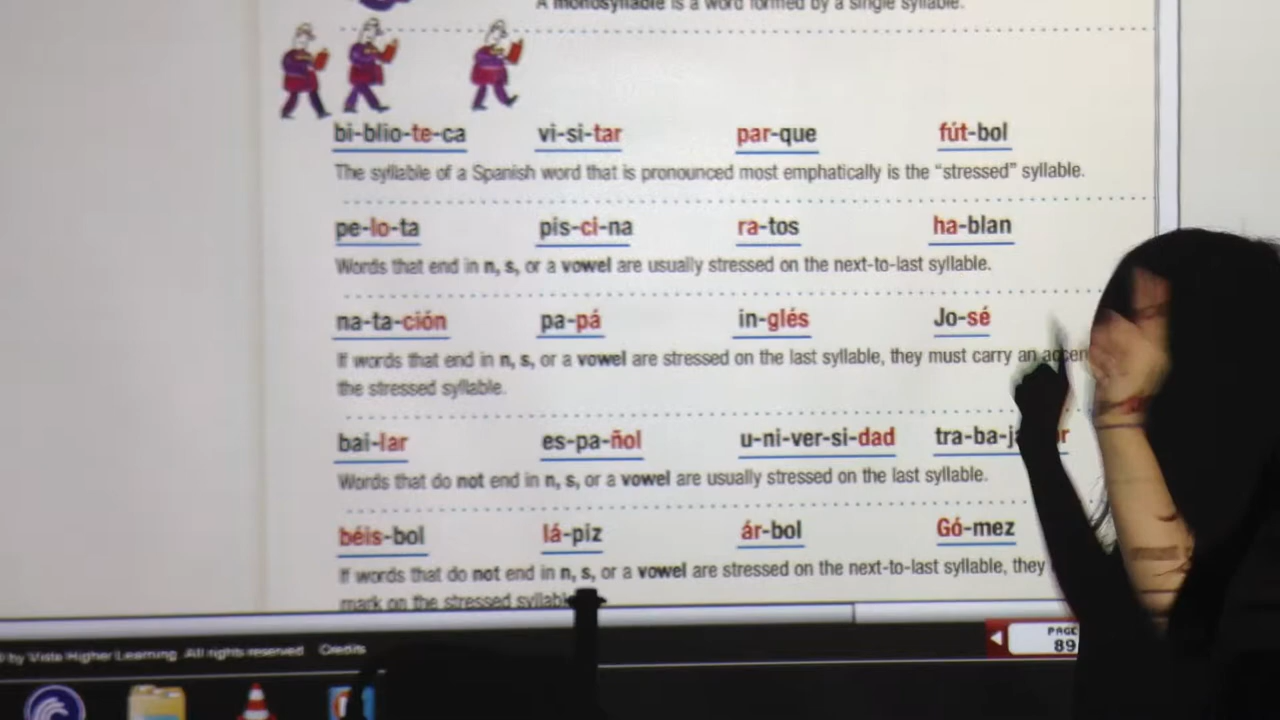 A monosyllable is a word formed by a single syllable.
bi-blio-te-ca vi-si-tar par-que fút-bol
The syllable of a Spanish word that is pronounced most emphatically is the “stressed” syllable.
pe-lo-ta pis-ci-na ra-tos ha-blan
Words that end in n, s, or a vowel are usually stressed on the next-to-last syllable.
na-ta-ción pa-pá in-glés Jo-sé
If words that end in n, s, or a vowel are stressed on the last syllable, they must carry an
the stressed syllable.
bai-lar es-pa-ñol u-ni-ver-si-dad
Words that do not end in n, s, or a vowel are usually stressed on the last syllable.
béis-bol lá-piz ár-bol Gó-mez
If words that do not end in n, s, or a vowel are stressed on the next-to-last syllable, they
mark on the stressed
by Vista Higher Learning. All rights reserved Credits
PAGE
89